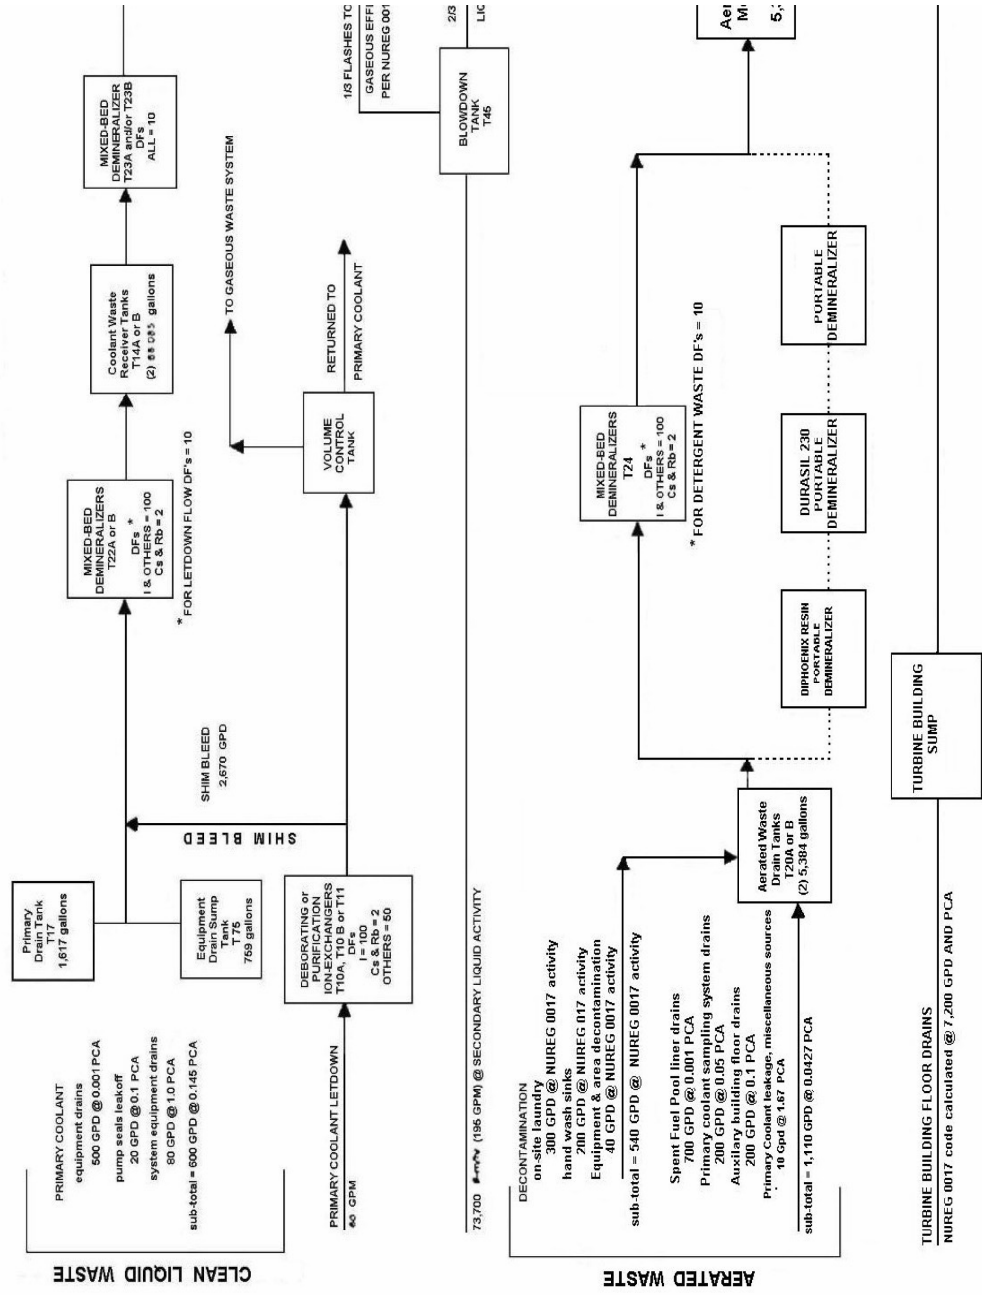 CLEAN LIQUID WASTE
PRIMARY COOLANT
equipment drains
500 GPD @ 0.001 PCA
pump seals leakoff
20 GPD @ 0.1 PCA
system equipment drains
80 GPD @ 1.0 PCA
sub-total = 600 GPD @ 0.145 PCA
Primary
Drain Tank
T17
1,617 gallons
Equipment
Drain Sump
Tank
T 75
759 gallons
SHIM BLEED
2,670 GPD
SHIM BLEED
MIXED-BED
DEMINERALIZERS
T22A or B
DFs *
I & OTHERS = 100
Cs & Rb = 2
* FOR LETDOWN FLOW DF's = 10
Coolant Waste
Receiver Tanks
T14A or B
(2) gallons
MIXED-BED
DEMINERALIZER
T23A and/or T23B
DFs
ALL = 10
PRIMARY COOLANT LETDOWN
GPM
DEBORATING or
PURIFICATION
ION-EXCHANGERS
T10A, T10 B or T11
DFs
I = 100
Cs & Rb = 2
OTHERS = 50
VOLUME
CONTROL
TANK
TO GASEOUS WASTE SYSTEM
RETURNED TO
PRIMARY COOLANT
1/3 FLASHES TO
GASEOUS EFFI
PER NUREG 001
2/3
LIC
BLOWDOWN
TANK
T45
73,700 (195 GPM) @ SECONDARY LIQUID ACTIVITY
AERATED WASTE
DECONTAMINATION
on-site laundry
300 GPD @ NUREG 0017 activity
hand wash sinks
200 GPD @ NUREG 017 activity
Equipment & area decontamination
40 GPD @ NUREG 0017 activity
sub-total = 540 GPD @ NUREG 0017 activity
Spent Fuel Pool liner drains
700 GPD @ 0.001 PCA
Primary coolant sampling system drains
200 GPD @ 0.05 PCA
Auxilary building floor drains
200 GPD @ 0.1 PCA
Primary Coolant leakage, miscellaneous sources
10 Gpd @ 1.67 PCA
sub-total = 1,110 GPD @ 0.0427 PCA
Aerated Waste
Drain Tanks
T20A or B
(2) 5,384 gallons
MIXED-BED
DEMINERALIZERS
T24
DFs *
I & OTHERS = 100
Cs & Rb = 2
* FOR DETERGENT WASTE DF's = 10
DIPHOENIX RESIN
PORTABLE
DEMINERALIZER
DURASIL 230
PORTABLE
DEMINERALIZER
PORTABLE
DEMINERALIZER
Aer
M
5,
TURBINE BUILDING FLOOR DRAINS
NUREG 0017 code calculated @ 7,200 GPD AND PCA
TURBINE BUILDING
SUMP